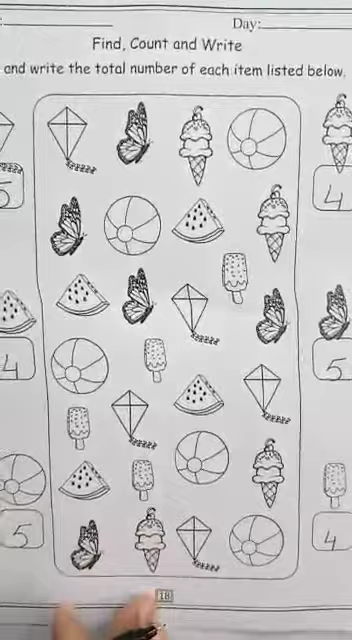 Day:
Find, Count and Write
and write the total number of each item listed below.
5
4
4
5
5
4
18